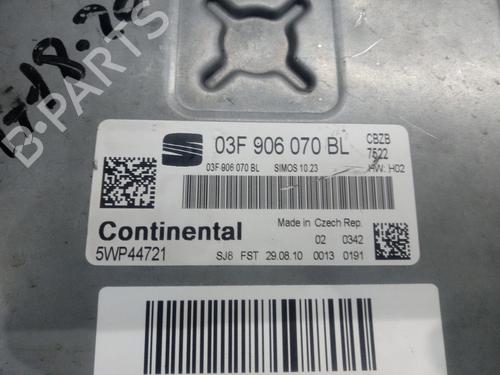 B-PARTS
03F 906 070 BL
CBZB
7522
03F 906 070 BL SIMOS 10.23 HW: H02
Continental
5WP44721
Made in Czech Rep.
02 0342
SJ8 FST 29.08.10 0013 0191